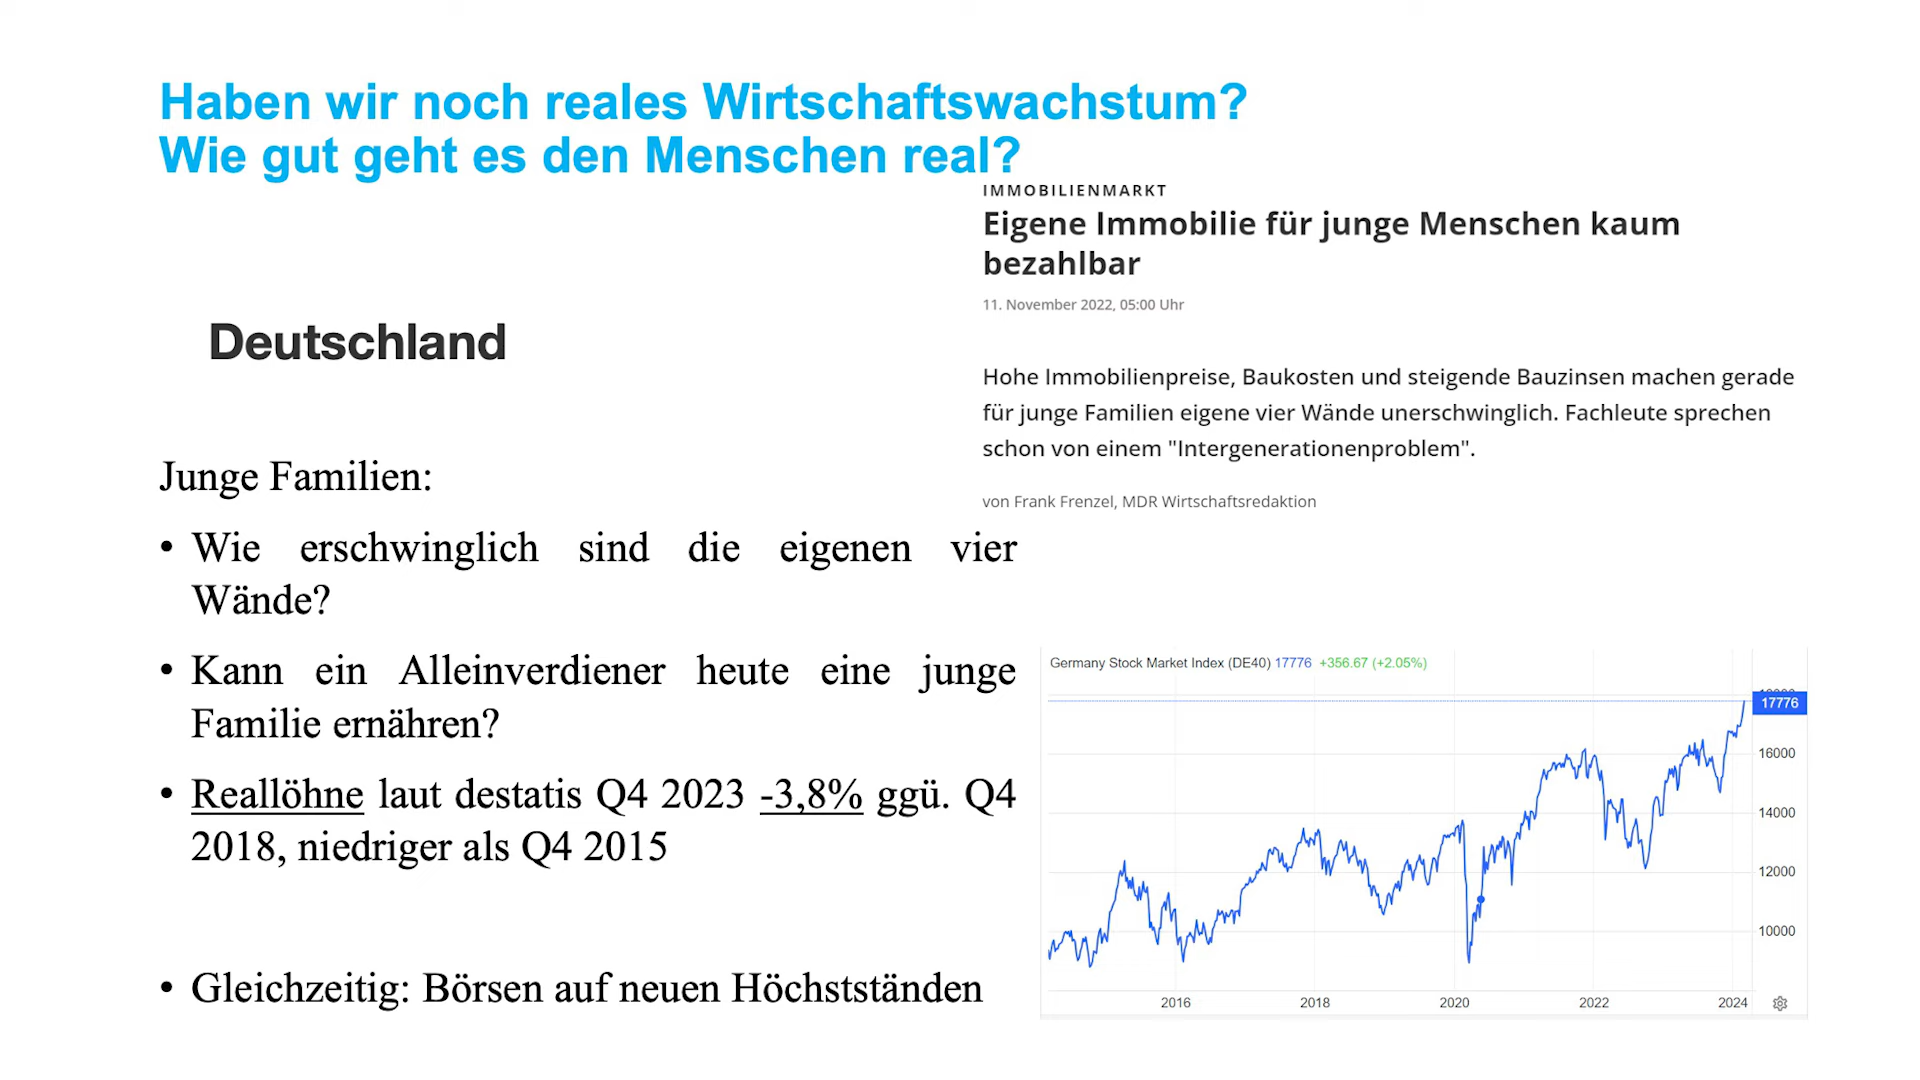 Haben wir noch reales Wirtschaftswachstum?
Wie gut geht es den Menschen real?
IMMOBILIENMARKT
Eigene Immobilie für junge Menschen kaum
bezahlbar
11. November 2022, 05:00 Uhr
Hohe Immobilienpreise, Baukosten und steigende Bauzinsen machen gerade
für junge Familien eigene vier Wände unerschwinglich. Fachleute sprechen
schon von einem "Intergenerationenproblem".
von Frank Frenzel, MDR Wirtschaftsredaktion
Deutschland
Junge Familien:
• Wie erschwinglich sind die eigenen vier
Wände?
• Kann ein Alleinverdiener heute eine junge
Familie ernähren?
• Reallöhne laut destatis Q4 2023 -3,8% ggü. Q4
2018, niedriger als Q4 2015
• Gleichzeitig: Börsen auf neuen Höchstständen
Germany Stock Market Index (DE40) 17776 +356.67 (+2.05%)
17776
16000
14000
12000
10000
2016 2018 2020 2022 2024